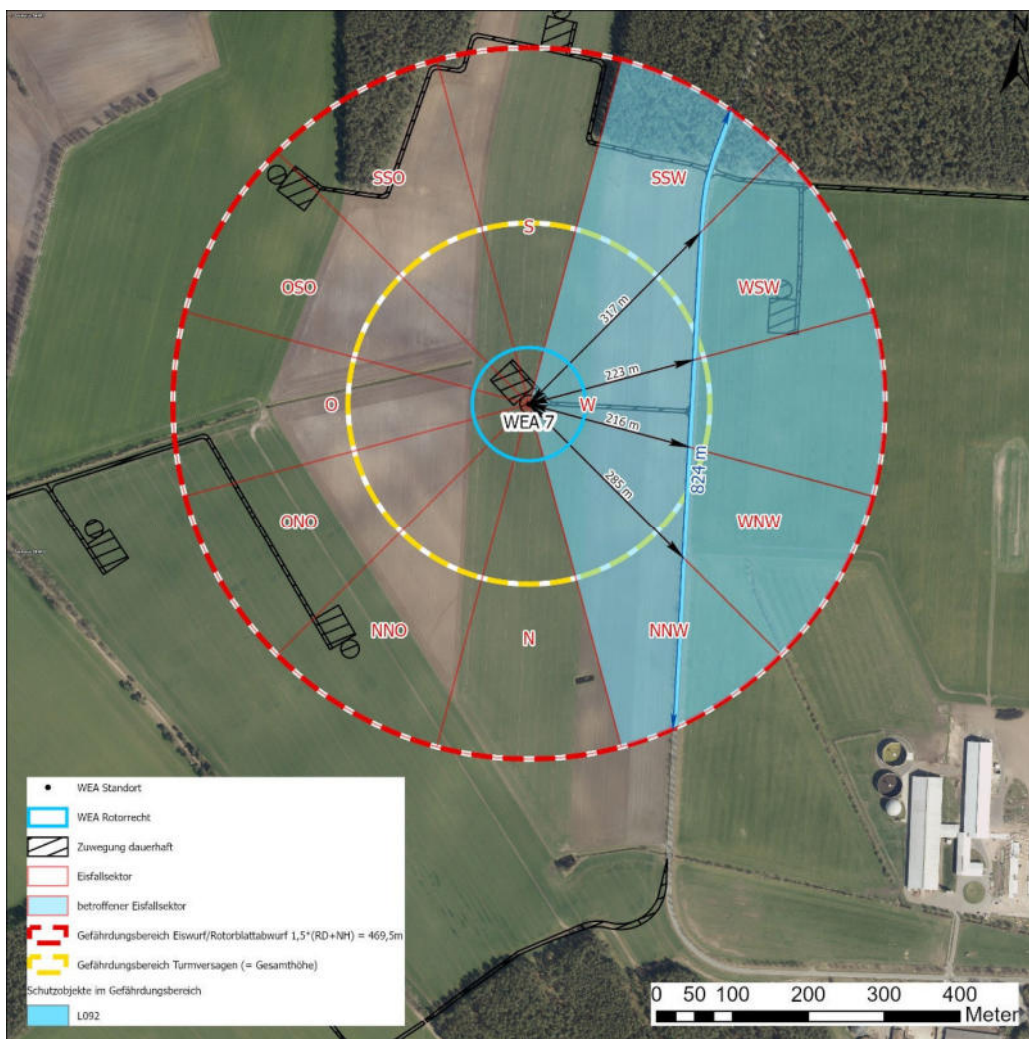 N
SSO
SSW
S
OSO
WSW
317 m
223 m
O
W
WEA 7
216 m
824 m
285 m
ONO
WNW
NNO
N
NNW
WEA Standort
WEA Rotorrecht
Zuwegung dauerhaft
Eisfallsektor
betroffener Eisfallsektor
Gefährdungsbereich Eiswurf/Rotorblattabwurf 1,5*(RD+NH) = 469,5m
Gefährdungsbereich Turmversagen (= Gesamthöhe)
Schutzobjekte im Gefährdungsbereich
L092
0 50 100 200 300 400
Meter